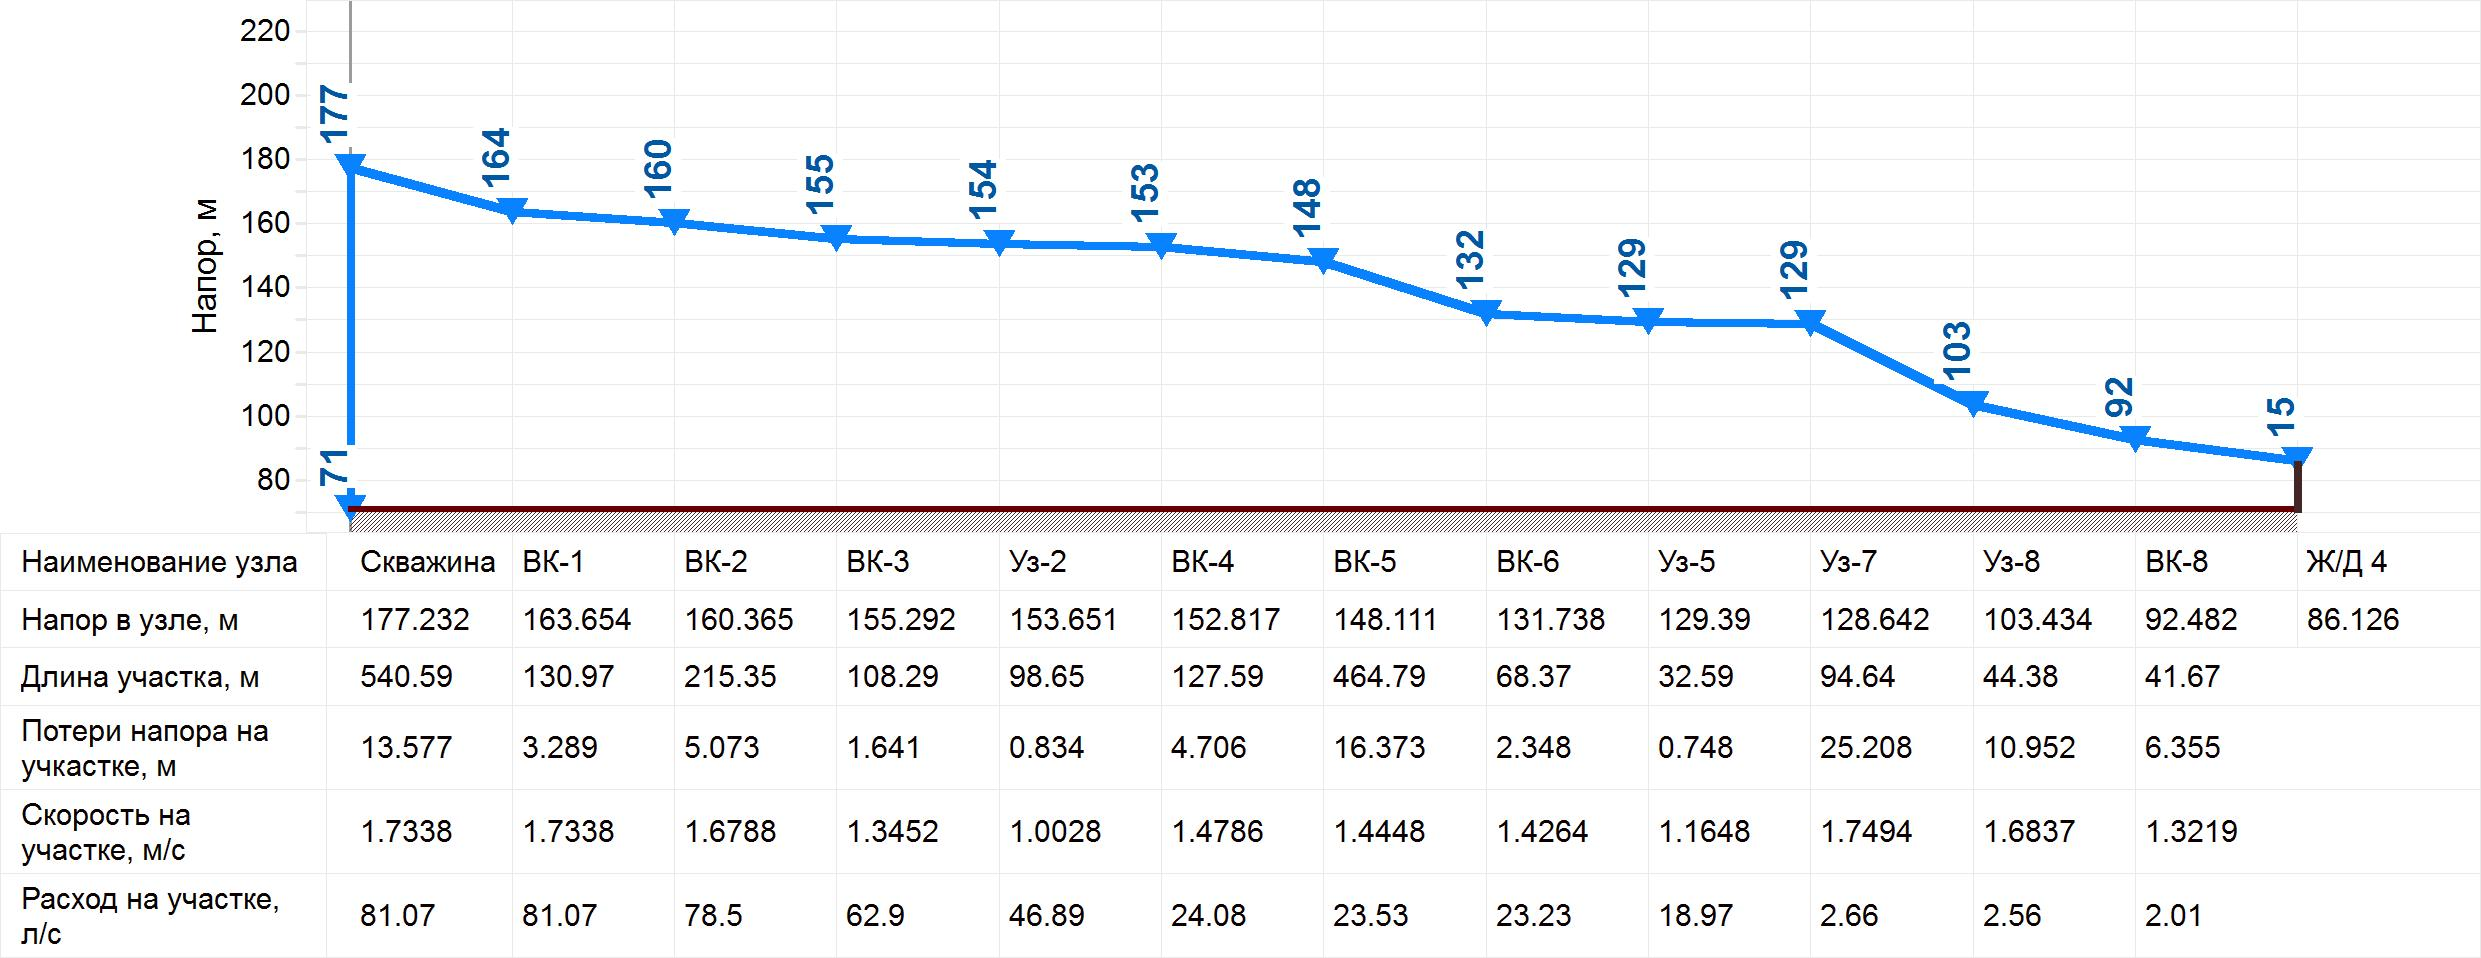 220
200
180
160
140
120
100
80
Напор, м
177
71
164
160
155
154
153
148
132
129
129
103
92
15
Наименование узла Скважина ВК-1 ВК-2 ВК-3 Уз-2 ВК-4 ВК-5 ВК-6 Уз-5 Уз-7 Уз-8 ВК-8 Ж/Д 4
Напор в узле, м 177.232 163.654 160.365 155.292 153.651 152.817 148.111 131.738 129.39 128.642 103.434 92.482 86.126
Длина участка, м 540.59 130.97 215.35 108.29 98.65 127.59 464.79 68.37 32.59 94.64 44.38 41.67
Потери напора на
учкастке, м 13.577 3.289 5.073 1.641 0.834 4.706 16.373 2.348 0.748 25.208 10.952 6.355
Скорость на
участке, м/с 1.7338 1.7338 1.6788 1.3452 1.0028 1.4786 1.4448 1.4264 1.1648 1.7494 1.6837 1.3219
Расход на участке,
л/с 81.07 81.07 78.5 62.9 46.89 24.08 23.53 23.23 18.97 2.66 2.56 2.01